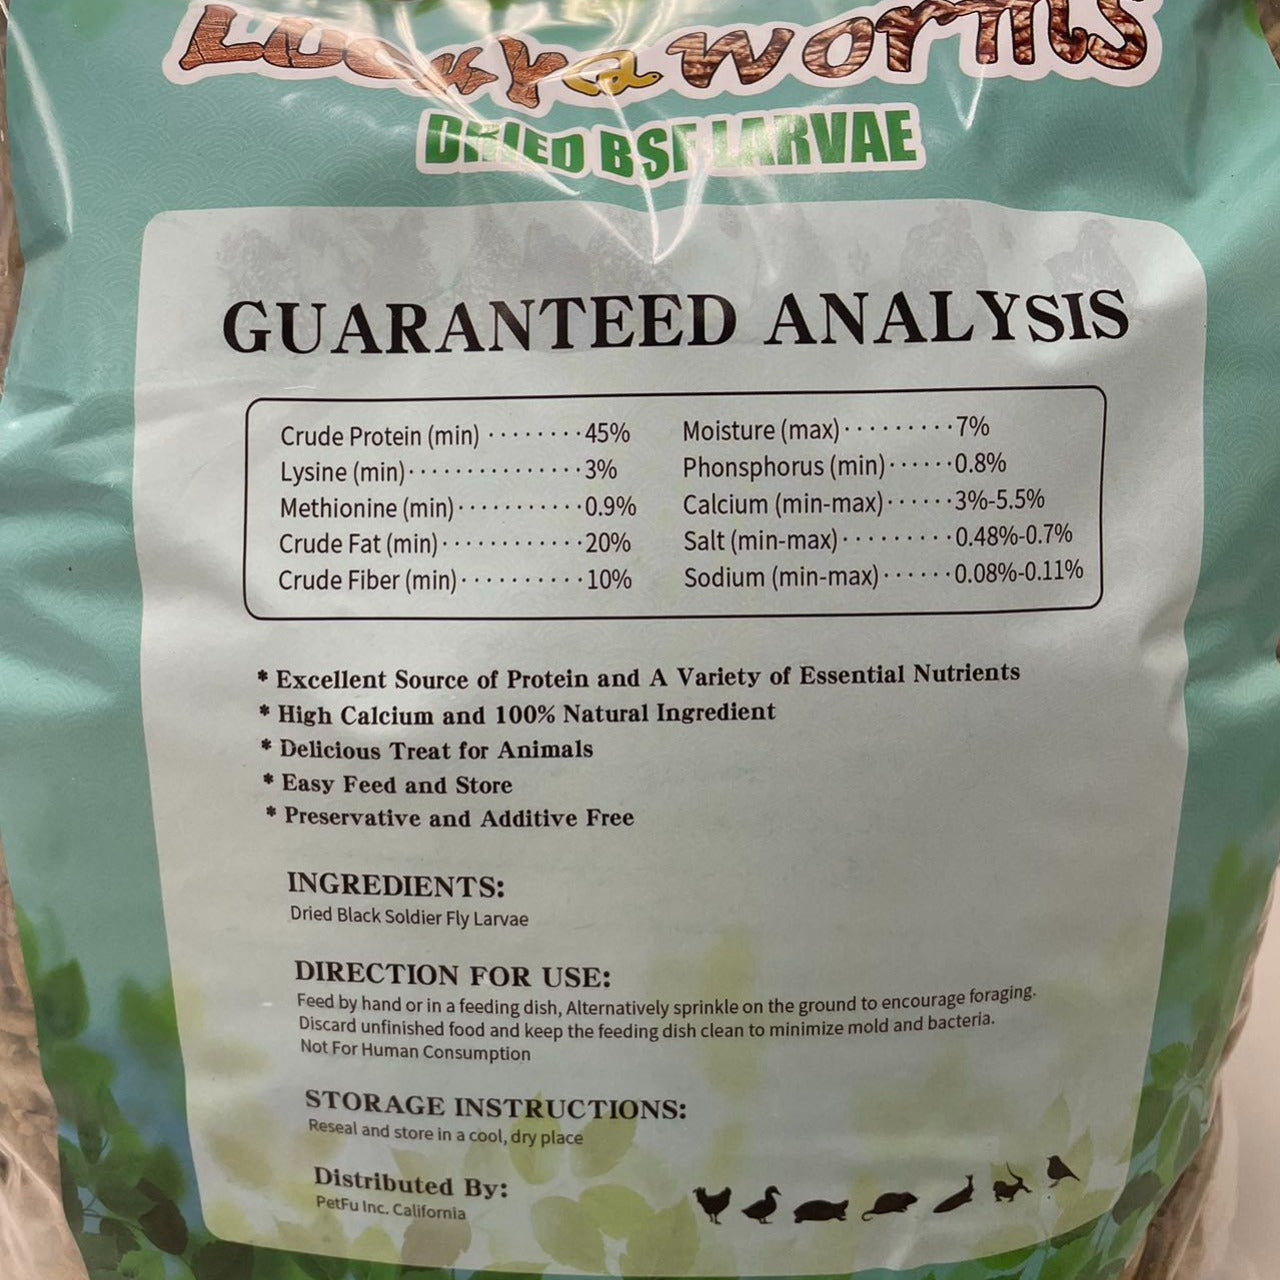 Luckyaworms
DRIED BSF LARVAE
GUARANTEED ANALYSIS
Crude Protein (min) ········45%
Lysine (min)···············3%
Methionine (min)···········0.9%
Crude Fat (min)············20%
Crude Fiber (min)··········10%
Moisture (max)·········7%
Phonsphorus (min)······0.8%
Calcium (min-max)······3%-5.5%
Salt (min-max)·········0.48%-0.7%
Sodium (min-max)······0.08%-0.11%
* Excellent Source of Protein and A Variety of Essential Nutrients
* High Calcium and 100% Natural Ingredient
* Delicious Treat for Animals
* Easy Feed and Store
* Preservative and Additive Free
INGREDIENTS:
Dried Black Soldier Fly Larvae
DIRECTION FOR USE:
Feed by hand or in a feeding dish, Alternatively sprinkle on the ground to encourage foraging.
Discard unfinished food and keep the feeding dish clean to minimize mold and bacteria.
Not For Human Consumption
STORAGE INSTRUCTIONS:
Reseal and store in a cool, dry place
Distributed By:
PetFu Inc. California